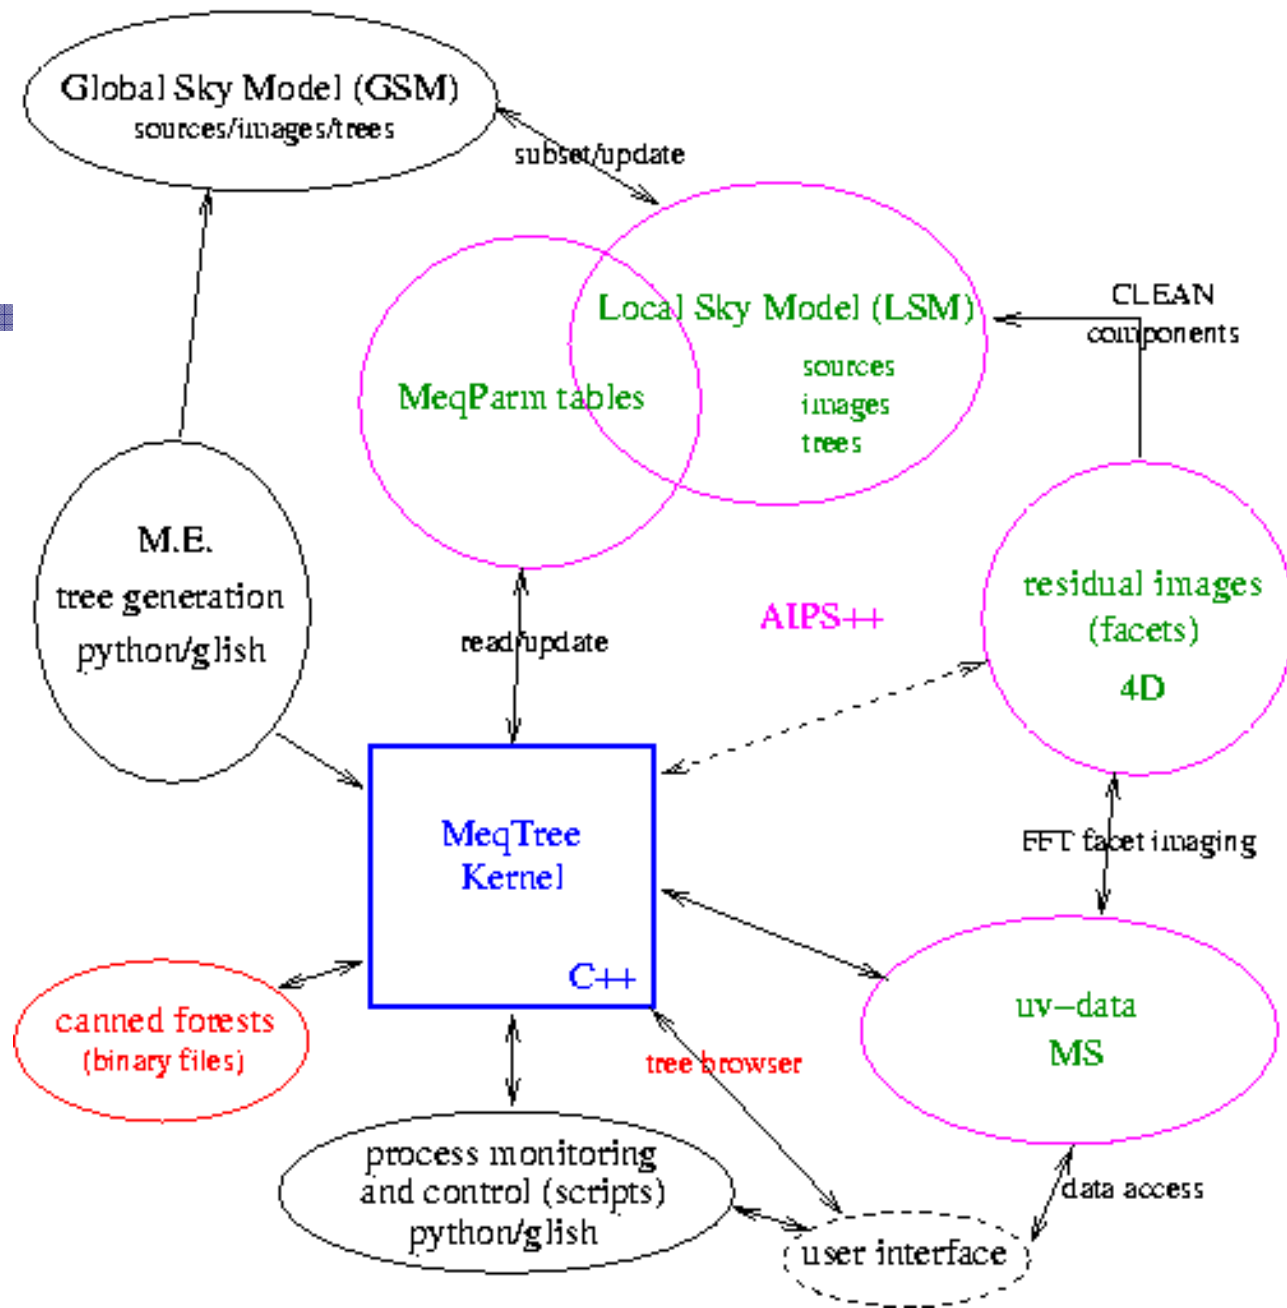 Global Sky Model (GSM)
sources/images/trees
subset/update
Local Sky Model (LSM)
sources
images
trees
CLEAN
components
MeqParm tables
M.E.
tree generation
python/glish
read/update
AIPS++
residual images
(facets)
4D
MeqTree
Kernel
C++
FFT facet imaging
canned forests
(binary files)
tree browser
uv-data
MS
process monitoring
and control (scripts)
python/glish
data access
user interface